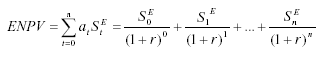 ENPV = \sum_{t=0}^{n} a_t S_t^E = \frac{S_0^E}{(1+r)^0} + \frac{S_1^E}{(1+r)^1} + ... + \frac{S_n^E}{(1+r)^n}